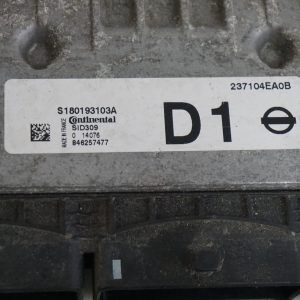 S180193103A
Continental
SID309
0 14076
846257477
MADE IN FRANCE
D1
237104EA0B